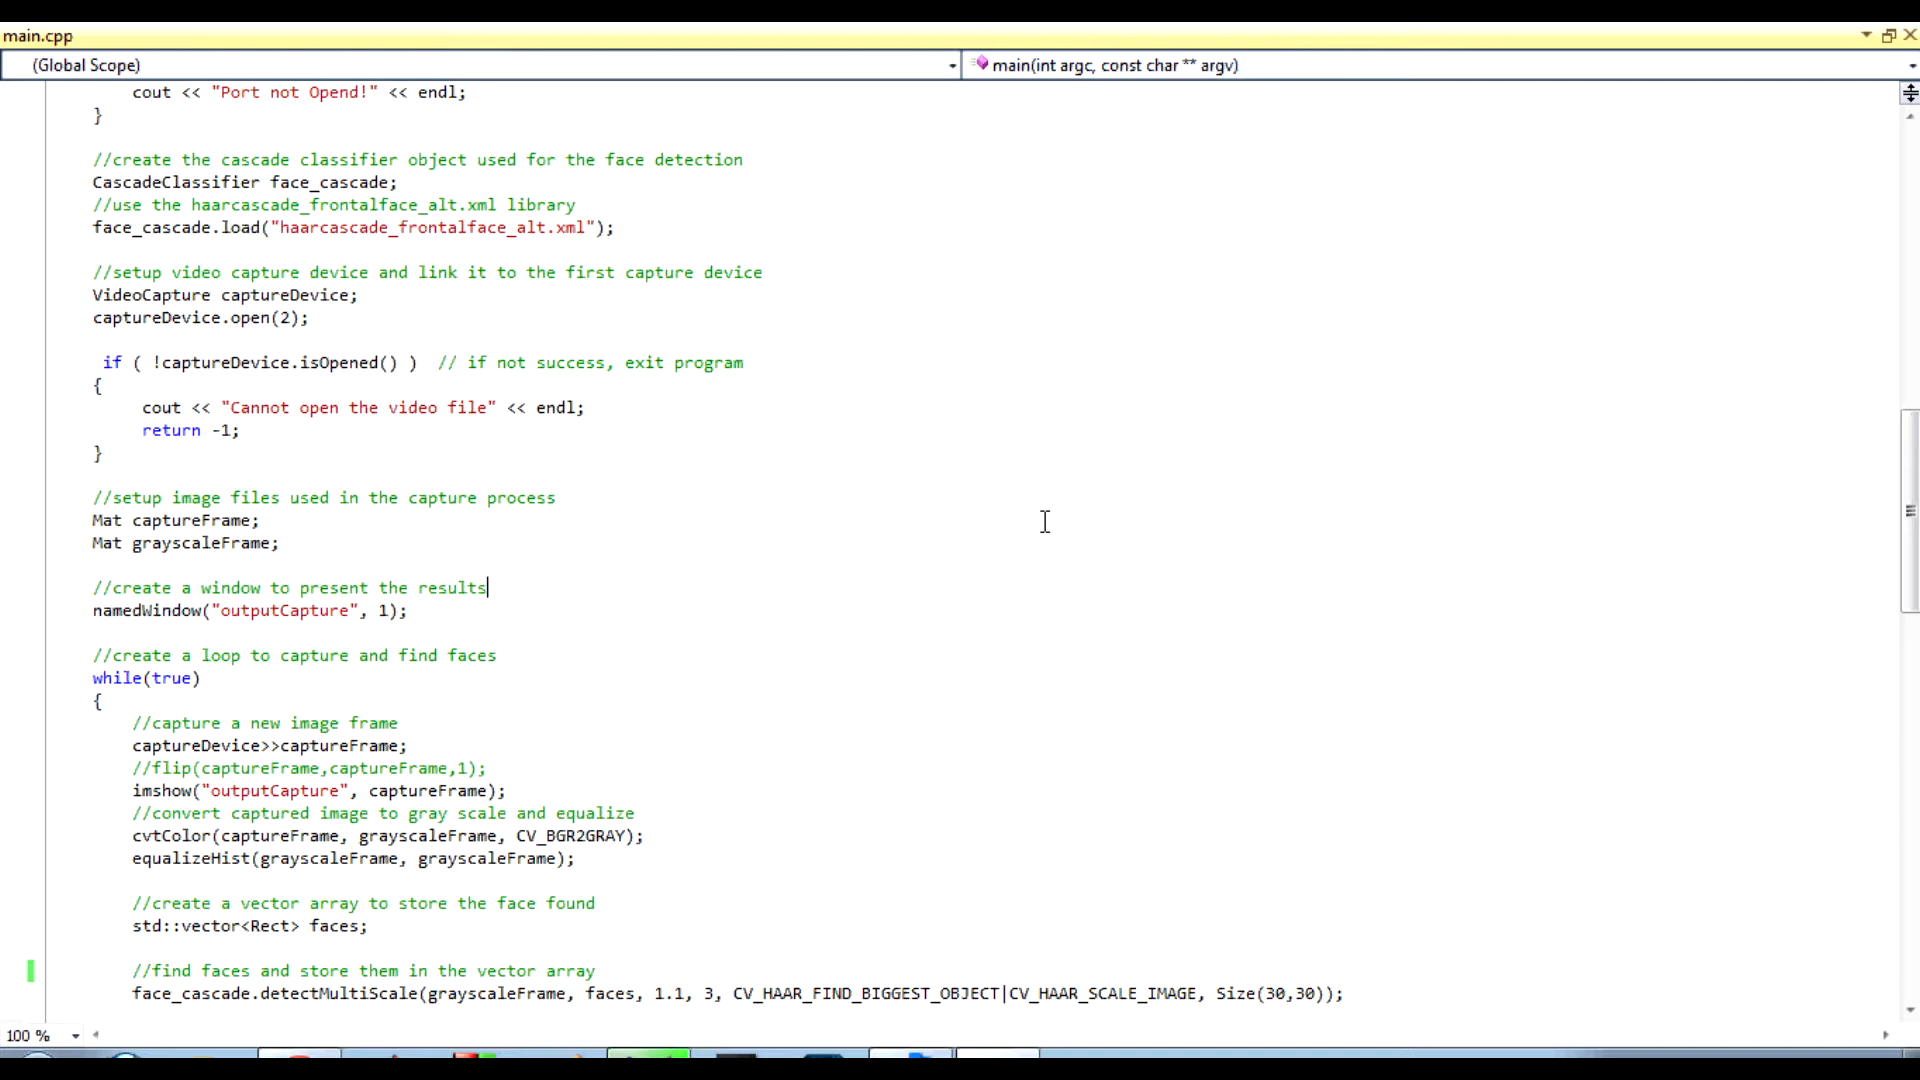 main.cpp
(Global Scope)
main(int argc, const char ** argv)
cout << "Port not Opend!" << endl;
}
//create the cascade classifier object used for the face detection
CascadeClassifier face_cascade;
//use the haarcascade_frontalface_alt.xml library
face_cascade.load("haarcascade_frontalface_alt.xml");
//setup video capture device and link it to the first capture device
VideoCapture captureDevice;
captureDevice.open(2);
if ( !captureDevice.isOpened() )  // if not success, exit program
{
cout << "Cannot open the video file" << endl;
return -1;
}
//setup image files used in the capture process
Mat captureFrame;
Mat grayscaleFrame;
//create a window to present the results
namedWindow("outputCapture", 1);
//create a loop to capture and find faces
while(true)
{
//capture a new image frame
captureDevice>>captureFrame;
//flip(captureFrame,captureFrame,1);
imshow("outputCapture", captureFrame);
//convert captured image to gray scale and equalize
cvtColor(captureFrame, grayscaleFrame, CV_BGR2GRAY);
equalizeHist(grayscaleFrame, grayscaleFrame);
//create a vector array to store the face found
std::vector<Rect> faces;
//find faces and store them in the vector array
face_cascade.detectMultiScale(grayscaleFrame, faces, 1.1, 3, CV_HAAR_FIND_BIGGEST_OBJECT|CV_HAAR_SCALE_IMAGE, Size(30,30));
100 %